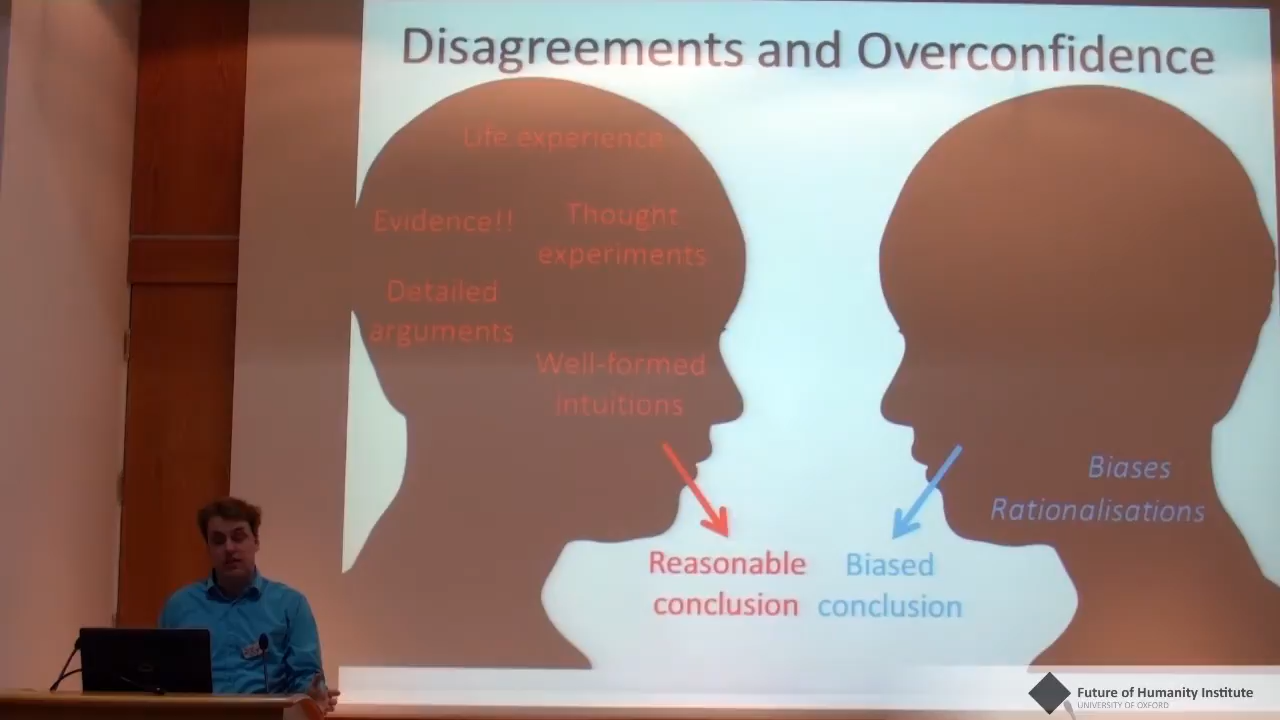 Disagreements and Overconfidence
Life experience
Evidence!!
Thought
experiments
Detailed
arguments
Well-formed
intuitions
Reasonable
conclusion
Biases
Rationalisations
Biased
conclusion
Future of Humanity Institute
UNIVERSITY OF OXFORD